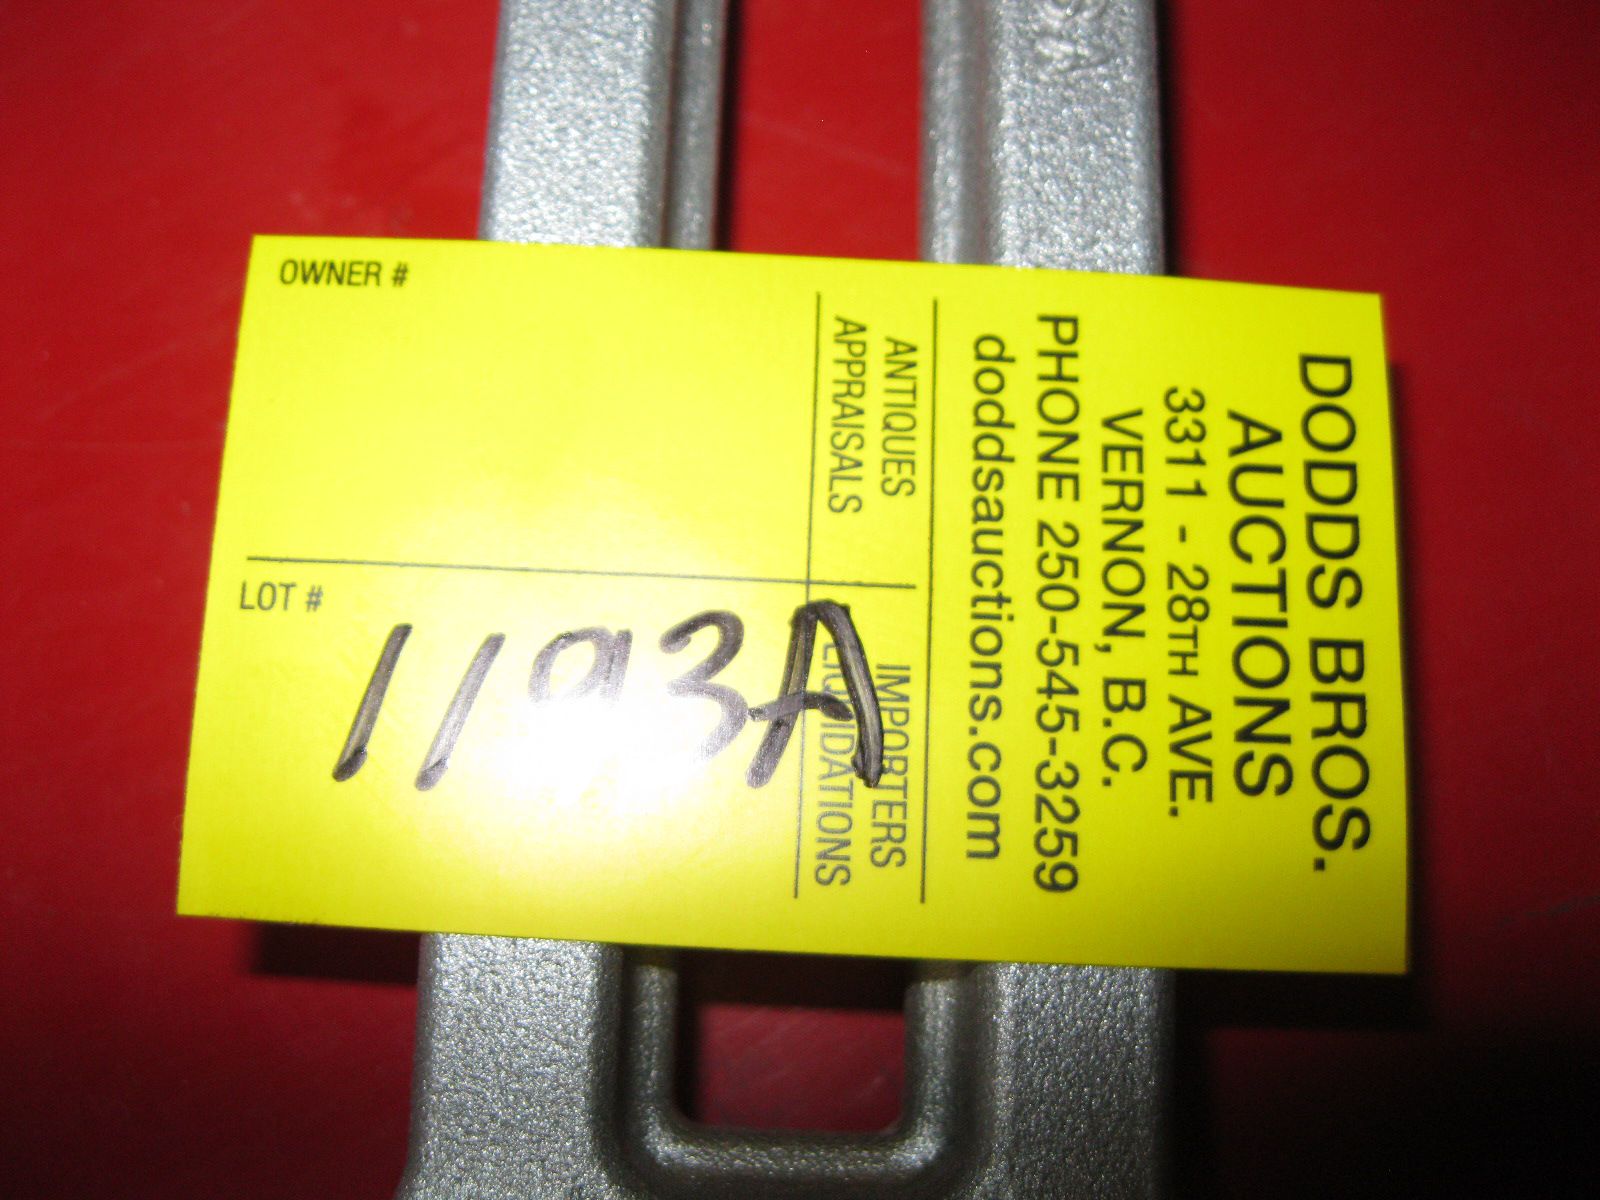 DODDS BROS.
AUCTIONS
3311 - 28TH AVE.
VERNON, B.C.
PHONE 250-545-3259
doddsauctions.com
ANTIQUES IMPORTERS
APPRAISALS LIQUIDATIONS
OWNER #
LOT #
1193A